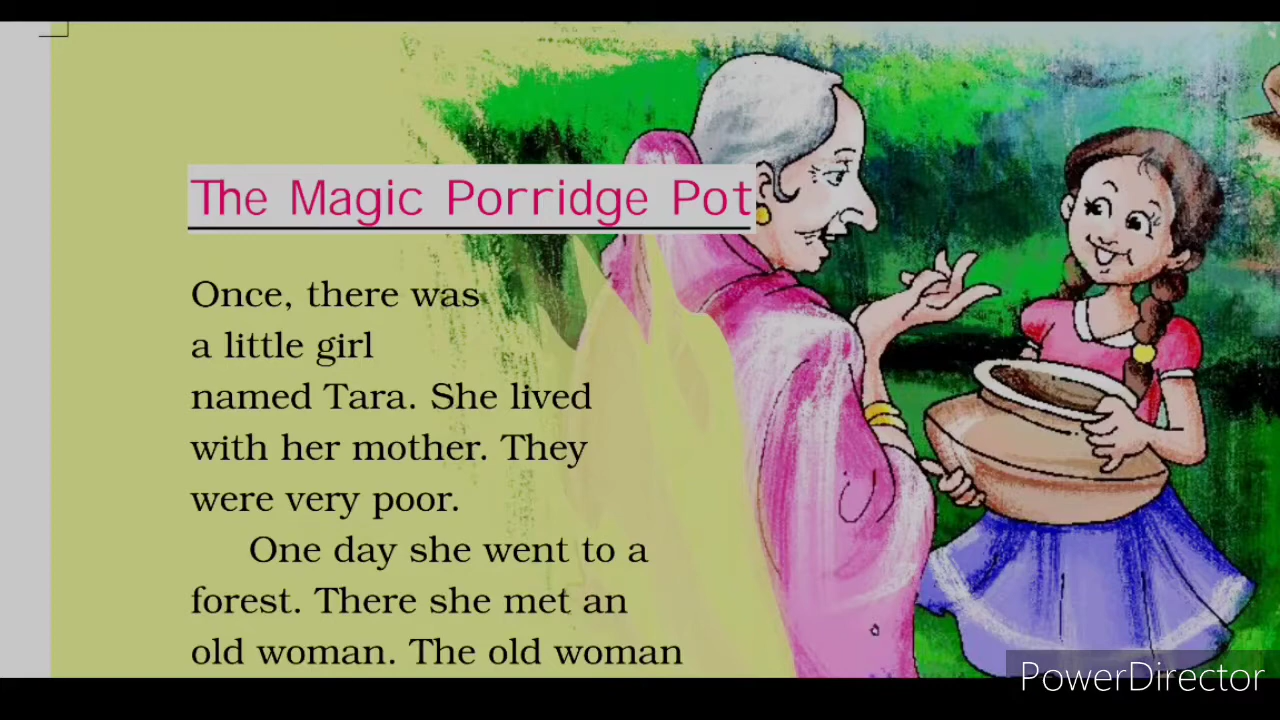 The Magic Porridge Pot
Once, there was
a little girl
named Tara. She lived
with her mother. They
were very poor.
One day she went to a
forest. There she met an
old woman. The old woman
PowerDirector